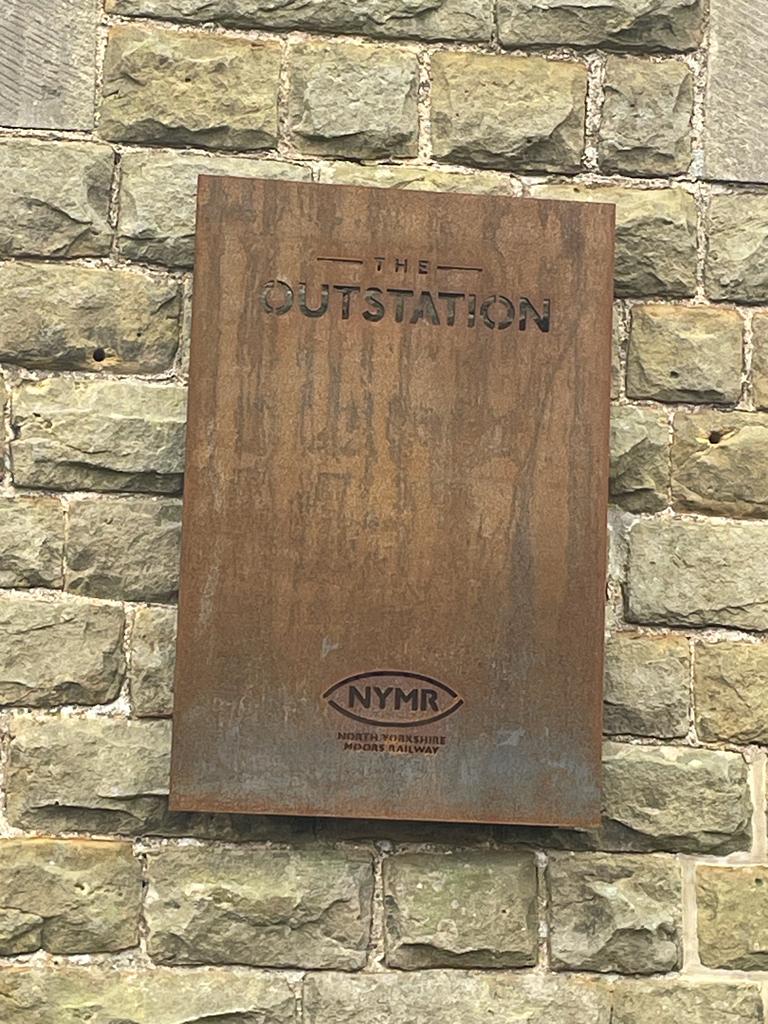 THE
OUTSTATION
NYMR
NORTH YORKSHIRE
MOORS RAILWAY